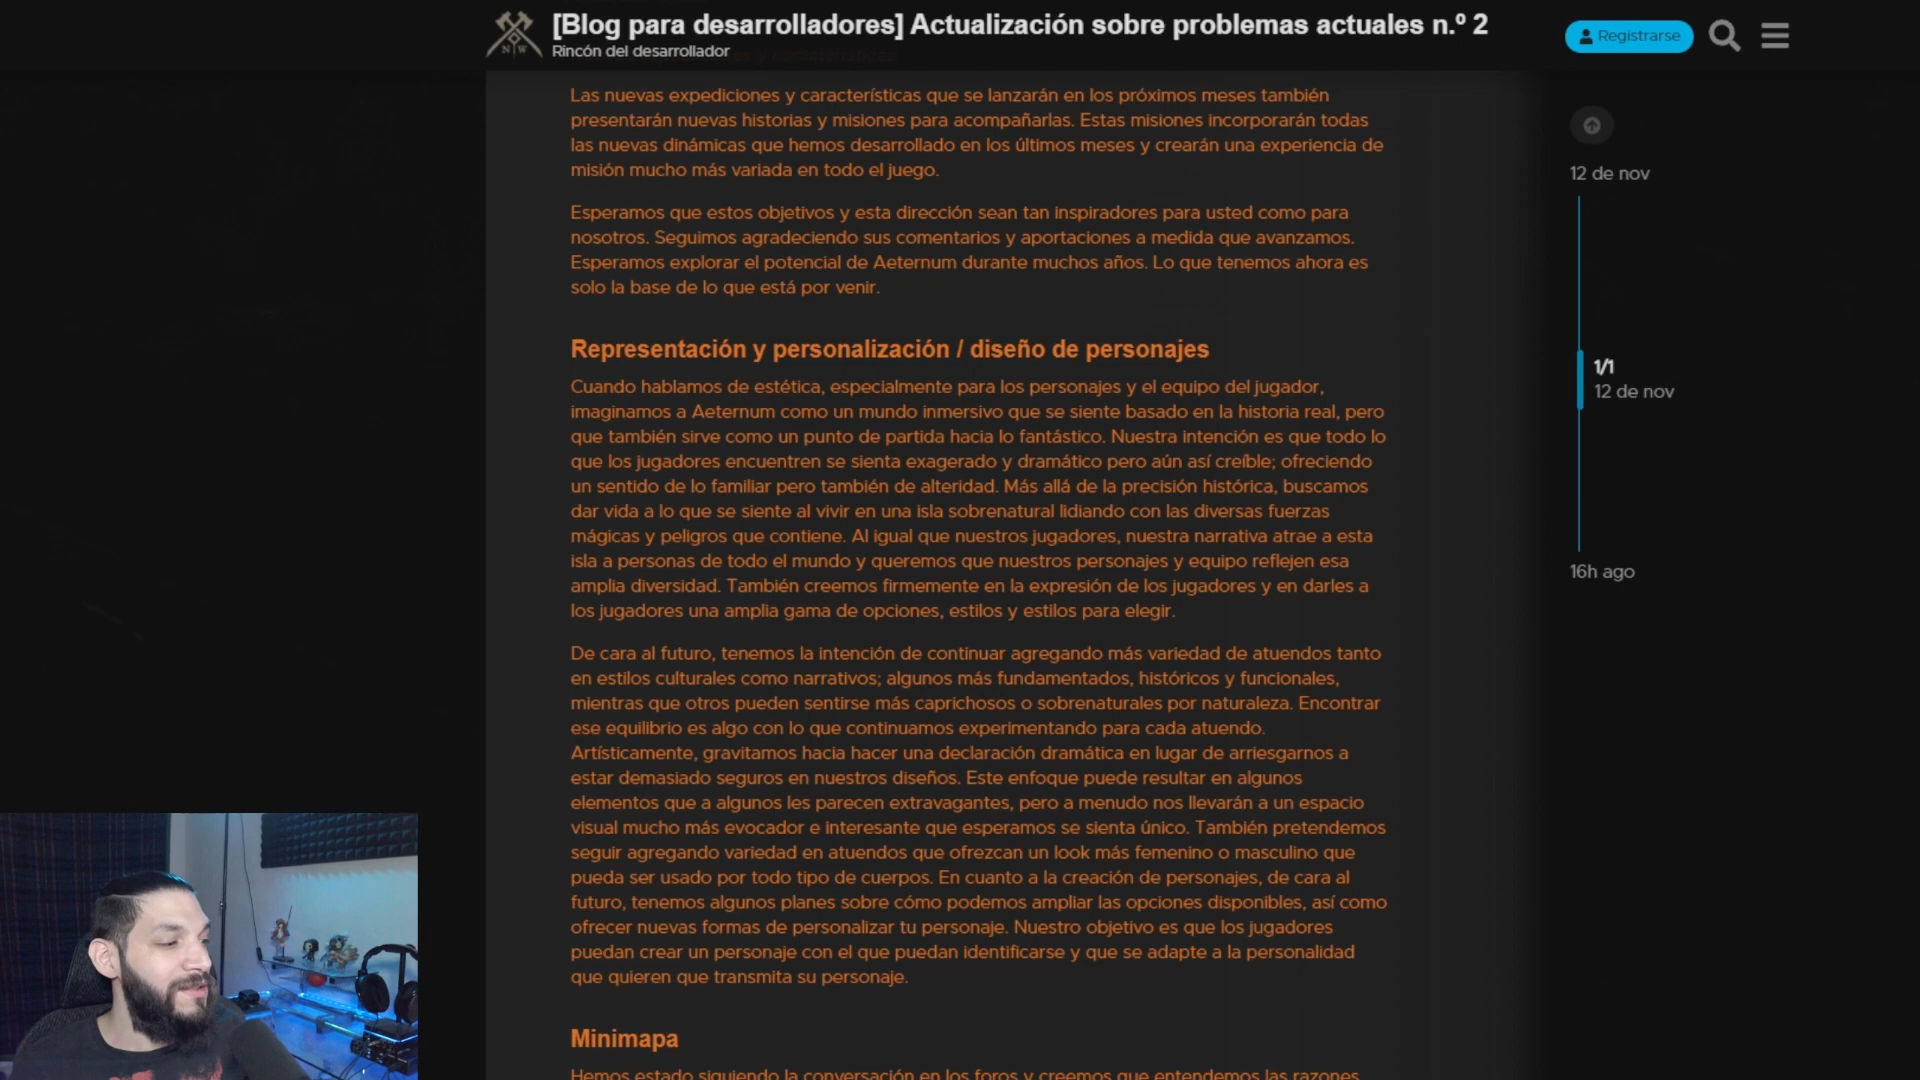 [Blog para desarrolladores] Actualización sobre problemas actuales n.º 2
Rincón del desarrollador
N W
Registrarse
Las nuevas expediciones y características que se lanzarán en los próximos meses también
presentarán nuevas historias y misiones para acompañarlas. Estas misiones incorporarán todas
las nuevas dinámicas que hemos desarrollado en los últimos meses y crearán una experiencia de
misión mucho más variada en todo el juego.
Esperamos que estos objetivos y esta dirección sean tan inspiradores para usted como para
nosotros. Seguimos agradeciendo sus comentarios y aportaciones a medida que avanzamos.
Esperamos explorar el potencial de Aeternum durante muchos años. Lo que tenemos ahora es
solo la base de lo que está por venir.
Representación y personalización / diseño de personajes
Cuando hablamos de estética, especialmente para los personajes y el equipo del jugador,
imaginamos a Aeternum como un mundo inmersivo que se siente basado en la historia real, pero
que también sirve como un punto de partida hacia lo fantástico. Nuestra intención es que todo lo
que los jugadores encuentren se sienta exagerado y dramático pero aún así creíble; ofreciendo
un sentido de lo familiar pero también de alteridad. Más allá de la precisión histórica, buscamos
dar vida a lo que se siente al vivir en una isla sobrenatural lidiando con las diversas fuerzas
mágicas y peligros que contiene. Al igual que nuestros jugadores, nuestra narrativa atrae a esta
isla a personas de todo el mundo y queremos que nuestros personajes y equipo reflejen esa
amplia diversidad. También creemos firmemente en la expresión de los jugadores y en darles a
los jugadores una amplia gama de opciones, estilos y estilos para elegir.
De cara al futuro, tenemos la intención de continuar agregando más variedad de atuendos tanto
en estilos culturales como narrativos; algunos más fundamentados, históricos y funcionales,
mientras que otros pueden sentirse más caprichosos o sobrenaturales por naturaleza. Encontrar
ese equilibrio es algo con lo que continuamos experimentando para cada atuendo.
Artísticamente, gravitamos hacia hacer una declaración dramática en lugar de arriesgarnos a
estar demasiado seguros en nuestros diseños. Este enfoque puede resultar en algunos
elementos que a algunos les parecen extravagantes, pero a menudo nos llevarán a un espacio
visual mucho más evocador e interesante que esperamos se sienta único. También pretendemos
seguir agregando variedad en atuendos que ofrezcan un look más femenino o masculino que
pueda ser usado por todo tipo de cuerpos. En cuanto a la creación de personajes, de cara al
futuro, tenemos algunos planes sobre cómo podemos ampliar las opciones disponibles, así como
ofrecer nuevas formas de personalizar tu personaje. Nuestro objetivo es que los jugadores
puedan crear un personaje con el que puedan identificarse y que se adapte a la personalidad
que quieren que transmita su personaje.
Minimapa
Hemos estado siguiendo la conversación en los foros y creemos que entendemos las razones
12 de nov
1/1
12 de nov
16h ago